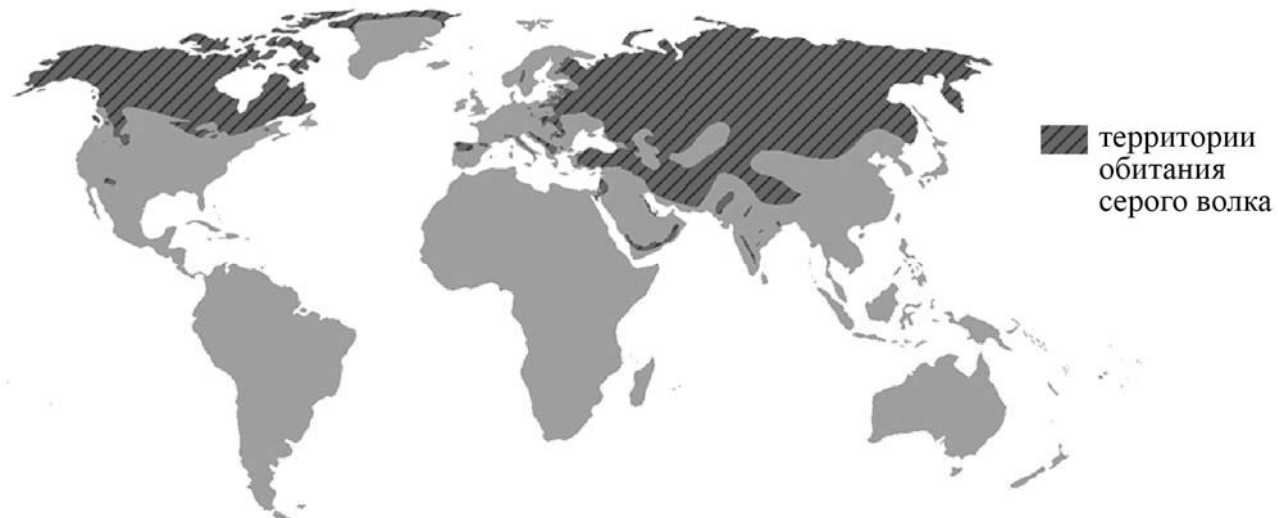 территории
обитания
серого волка